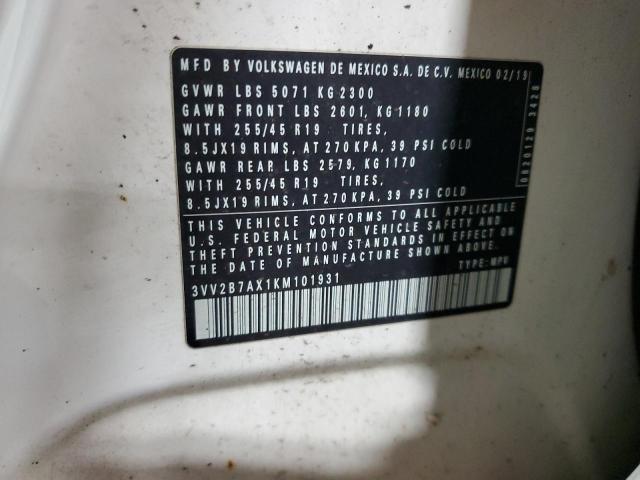 MFD BY VOLKSWAGEN DE MEXICO S.A. DE C.V. MEXICO 02/19
GVWR LBS 5071 KG 2300
GAWR FRONT LBS 2601, KG 1180
WITH 255/45 R19 TIRES,
8.5JX19 RIMS, AT 270 KPA, 39 PSI COLD
GAWR REAR LBS 2579, KG 1170
WITH 255/45 R19 TIRES,
8.5JX19 RIMS, AT 270 KPA, 39 PSI COLD
THIS VEHICLE CONFORMS TO ALL APPLICABLE
U.S. FEDERAL MOTOR VEHICLE SAFETY AND
THEFT PREVENTION STANDARDS IN EFFECT ON
THE DATE OF MANUFACTURE SHOWN ABOVE.
3VV2B7AX1KM101931 TYPE: MPV
0820129 3428